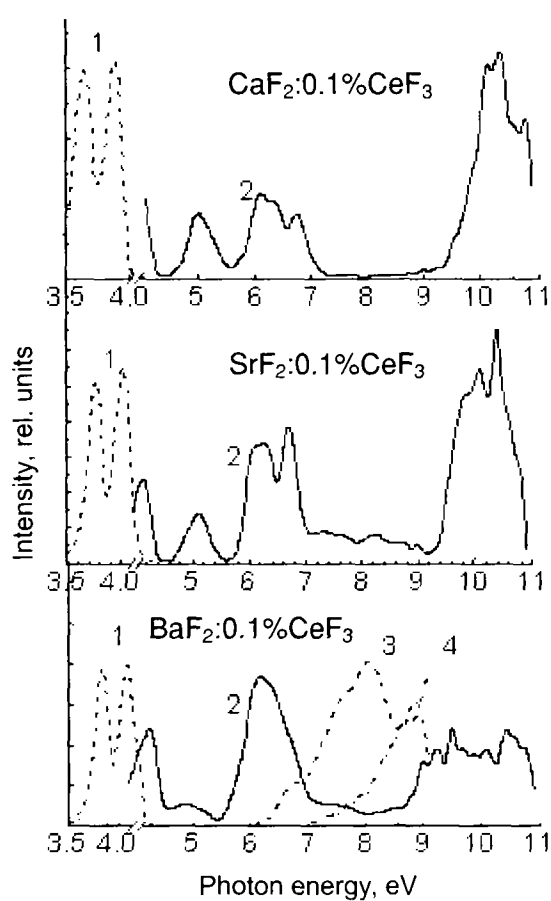 1
CaF₂:0.1%CeF₃
2
3.5 4.0 5 6 7 8 9 10 11
1
SrF₂:0.1%CeF₃
2
3.5 4.0 5 6 7 8 9 10 11
1 BaF₂:0.1%CeF₃ 3 4
2
3.5 4.0 5 6 7 8 9 10 11
Intensity, rel. units
Photon energy, eV